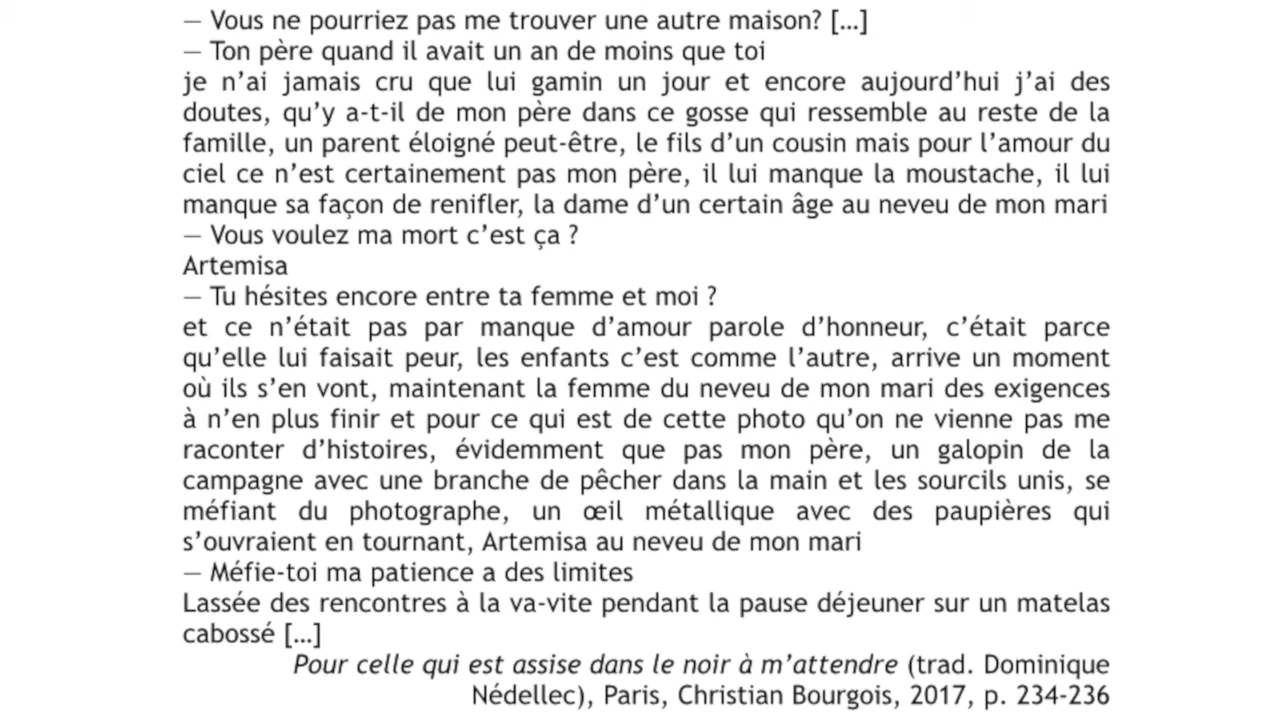 — Vous ne pourriez pas me trouver une autre maison? […]
— Ton père quand il avait un an de moins que toi
je n’ai jamais cru que lui gamin un jour et encore aujourd’hui j’ai des
doutes, qu’y a-t-il de mon père dans ce gosse qui ressemble au reste de la
famille, un parent éloigné peut-être, le fils d’un cousin mais pour l’amour du
ciel ce n’est certainement pas mon père, il lui manque la moustache, il lui
manque sa façon de renifler, la dame d’un certain âge au neveu de mon mari
— Vous voulez ma mort c’est ça ?
Artemisa
— Tu hésites encore entre ta femme et moi ?
et ce n’était pas par manque d’amour parole d’honneur, c’était parce
qu’elle lui faisait peur, les enfants c’est comme l’autre, arrive un moment
où ils s’en vont, maintenant la femme du neveu de mon mari des exigences
à n’en plus finir et pour ce qui est de cette photo qu’on ne vienne pas me
raconter d’histoires, évidemment que pas mon père, un galopin de la
campagne avec une branche de pêcher dans la main et les sourcils unis, se
méfiant du photographe, un œil métallique avec des paupières qui
s’ouvraient en tournant, Artemisa au neveu de mon mari
— Méfie-toi ma patience a des limites
Lassée des rencontres à la va-vite pendant la pause déjeuner sur un matelas
cabossé […]
Pour celle qui est assise dans le noir à m’attendre (trad. Dominique
Nédellec), Paris, Christian Bourgois, 2017, p. 234-236